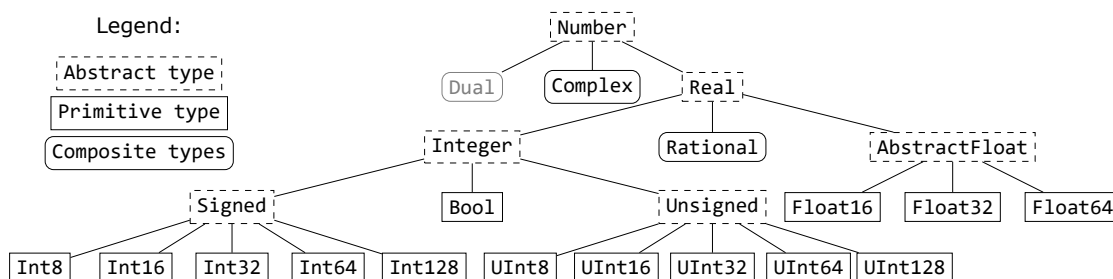 Legend:
Abstract type
Primitive type
Composite types
Number
Dual
Complex
Real
Integer
Rational
AbstractFloat
Signed
Bool
Unsigned
Float16
Float32
Float64
Int8
Int16
Int32
Int64
Int128
UInt8
UInt16
UInt32
UInt64
UInt128